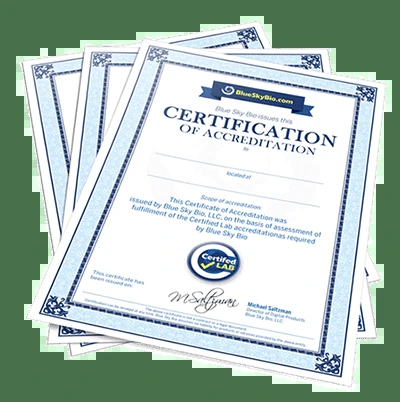 BlueSkyBio.com
Blue Sky Bio issues this
CERTIFICATION
OF ACCREDITATION
to
located at
Scope of accreditation:
This Certificate of Accreditation was
issued by Blue Sky Bio, LLC, on the basis of assessment of
fulfillment of the Certified Lab accreditationas required
by Blue Sky Bio
Certifed
LAB
This certificate has
been issued on:
M Saltzman
Michael Saltzman
Director of Digital Products
Blue Sky Bio, LLC.